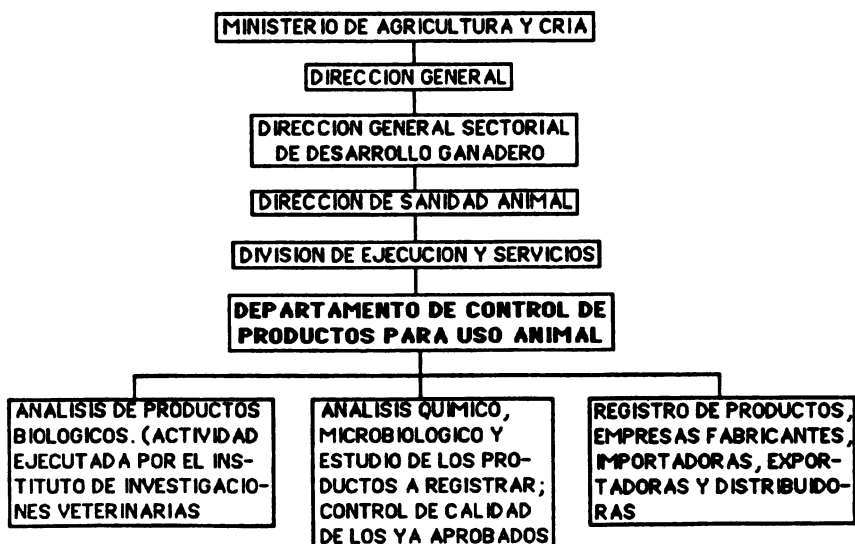 MINISTERIO DE AGRICULTURA Y CRIA
DIRECCION GENERAL
DIRECCION GENERAL SECTORIAL
DE DESARROLLO GANADERO
DIRECCION DE SANIDAD ANIMAL
DIVISION DE EJECUCION Y SERVICIOS
DEPARTAMENTO DE CONTROL DE
PRODUCTOS PARA USO ANIMAL
ANALISIS DE PRODUCTOS
BIOLOGICOS. (ACTIVIDAD
EJECUTADA POR EL INS-
TITUTO DE INVESTIGACIO-
NES VETERINARIAS
ANALISIS QUIMICO,
MICROBIOLOGICO Y
ESTUDIO DE LOS PRO-
DUCTOS A REGISTRAR;
CONTROL DE CALIDAD
DE LOS YA APROBADOS
REGISTRO DE PRODUCTOS,
EMPRESAS FABRICANTES,
IMPORTADORAS, EXPOR-
TADORAS Y DISTRIBUIDO-
RAS